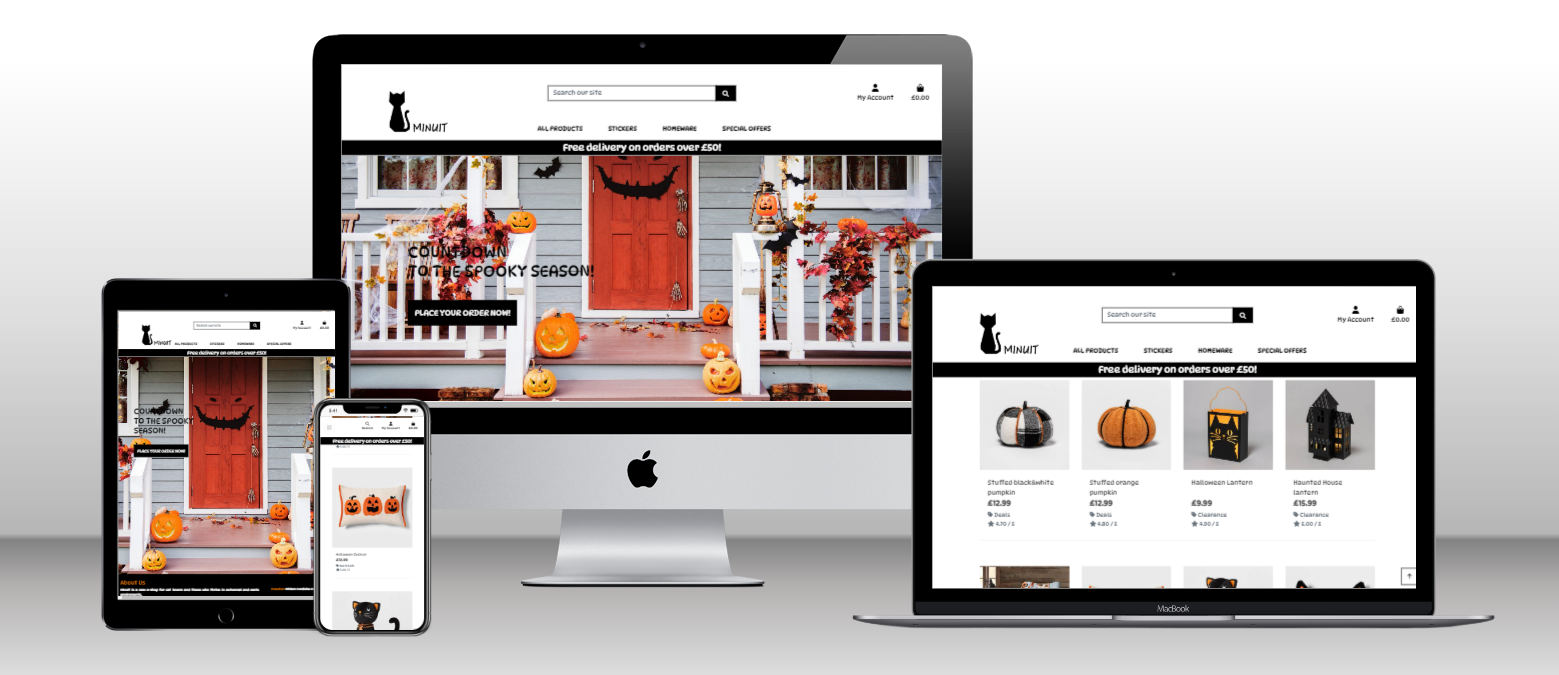 Search our site
My Account
£0.00
MINUIT
ALL PRODUCTS
STICKERS
HOMEWARE
SPECIAL OFFERS
Free delivery on orders over £50!
COUNTDOWN
TO THE SPOOKY SEASON!
PLACE YOUR ORDER NOW!
Search our site
My Account
£0.00
MINUIT
ALL PRODUCTS
STICKERS
HOMEWARE
SPECIAL OFFERS
Free delivery on orders over £50!
COUNTDOWN
TO THE SPOOKY
SEASON!
PLACE YOUR ORDER NOW!
About Us
9:41
Search
My Account
£0.00
Free delivery on orders over £50!
Halloween Cushion
Search our site
My Account
£0.00
MINUIT
ALL PRODUCTS
STICKERS
HOMEWARE
SPECIAL OFFERS
Free delivery on orders over £50!
Stuffed black&white
pumpkin
£12.99
Deals
4.70 / 5
Stuffed orange
pumpkin
£12.99
Deals
4.80 / 5
Halloween Lantern
£9.99
Clearance
4.90 / 5
Haunted House
lantern
£15.99
Clearance
5.00 / 5
MacBook